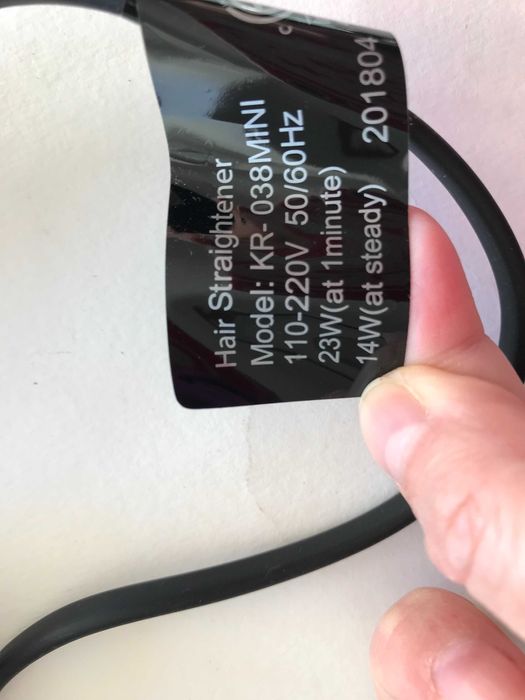 Hair Straightener
Model: KR- 038MINI
110-220V 50/60Hz
23W(at 1minute)
14W(at steady) 201804